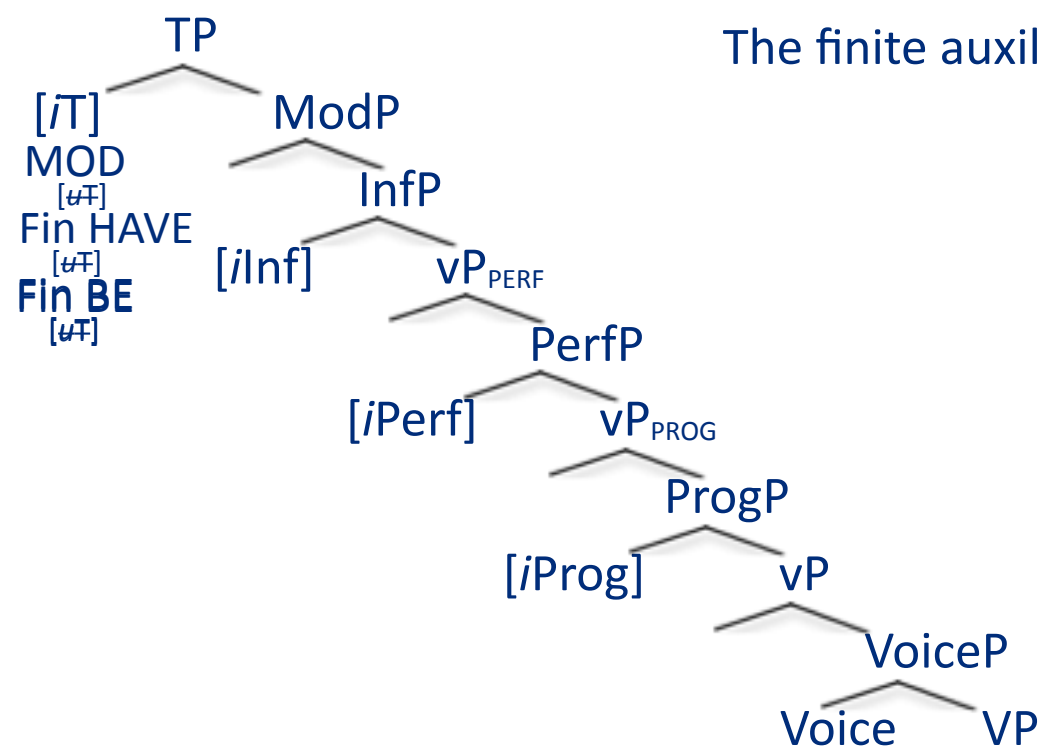 TP
The finite auxil
[iT]
ModP
MOD
[uT]
InfP
Fin HAVE
[uT]
[iInf]
vPPERF
Fin BE
[uT]
PerfP
[iPerf]
vPPROG
ProgP
[iProg]
vP
VoiceP
Voice
VP